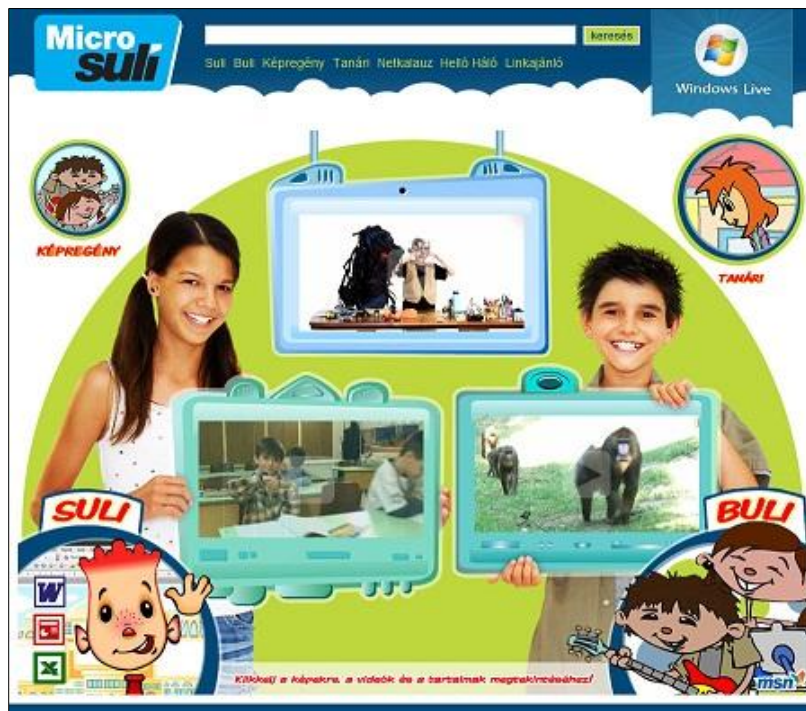 Micro
suli
keresés
Suli Buli Képregény Tanári Netkalauz Helló Háló Linkajánló
Windows Live
KÉPREGÉNY
TANÁRI
SULI
BULI
Klikkelj a képekre, a videók és a tartalmak megtekintéséhez!
msn